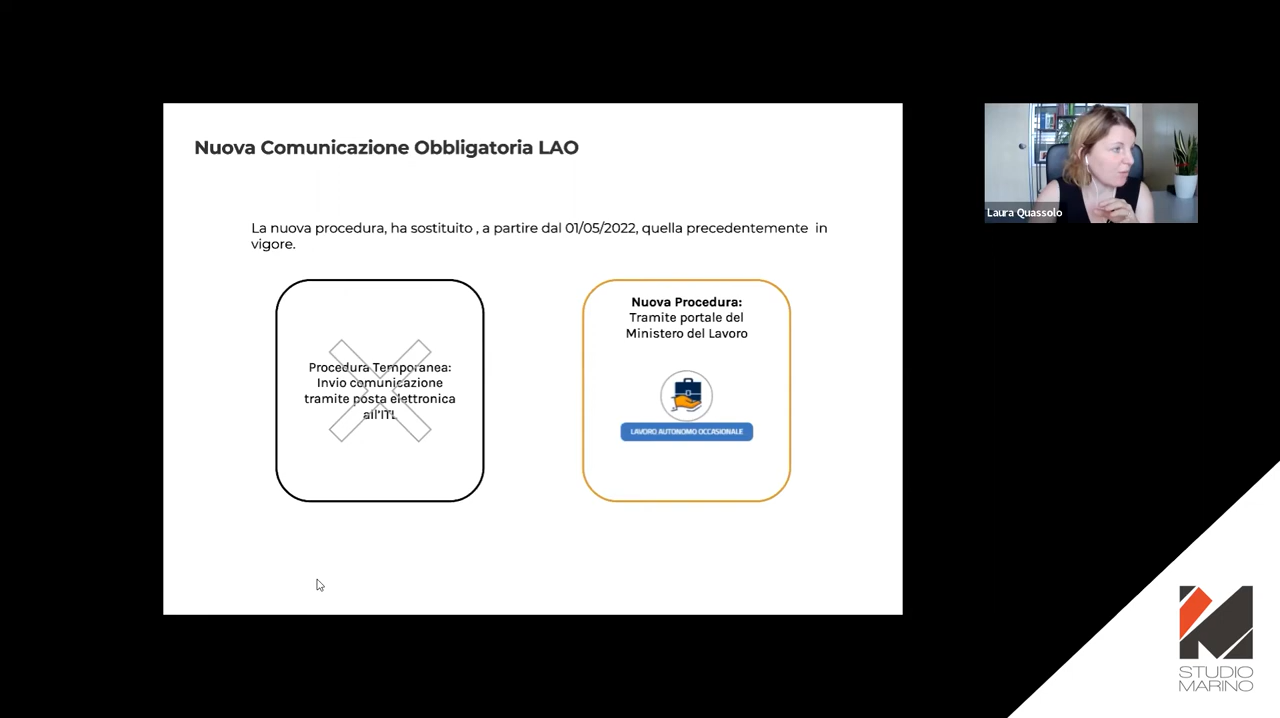 Nuova Comunicazione Obbligatoria LAO
La nuova procedura, ha sostituito , a partire dal 01/05/2022, quella precedentemente in
vigore.
Procedura Temporanea:
Invio comunicazione
tramite posta elettronica
all'ITL
Nuova Procedura:
Tramite portale del
Ministero del Lavoro
LAVORO AUTONOMO OCCASIONALE
Laura Quassolo
STUDIO
MARINO